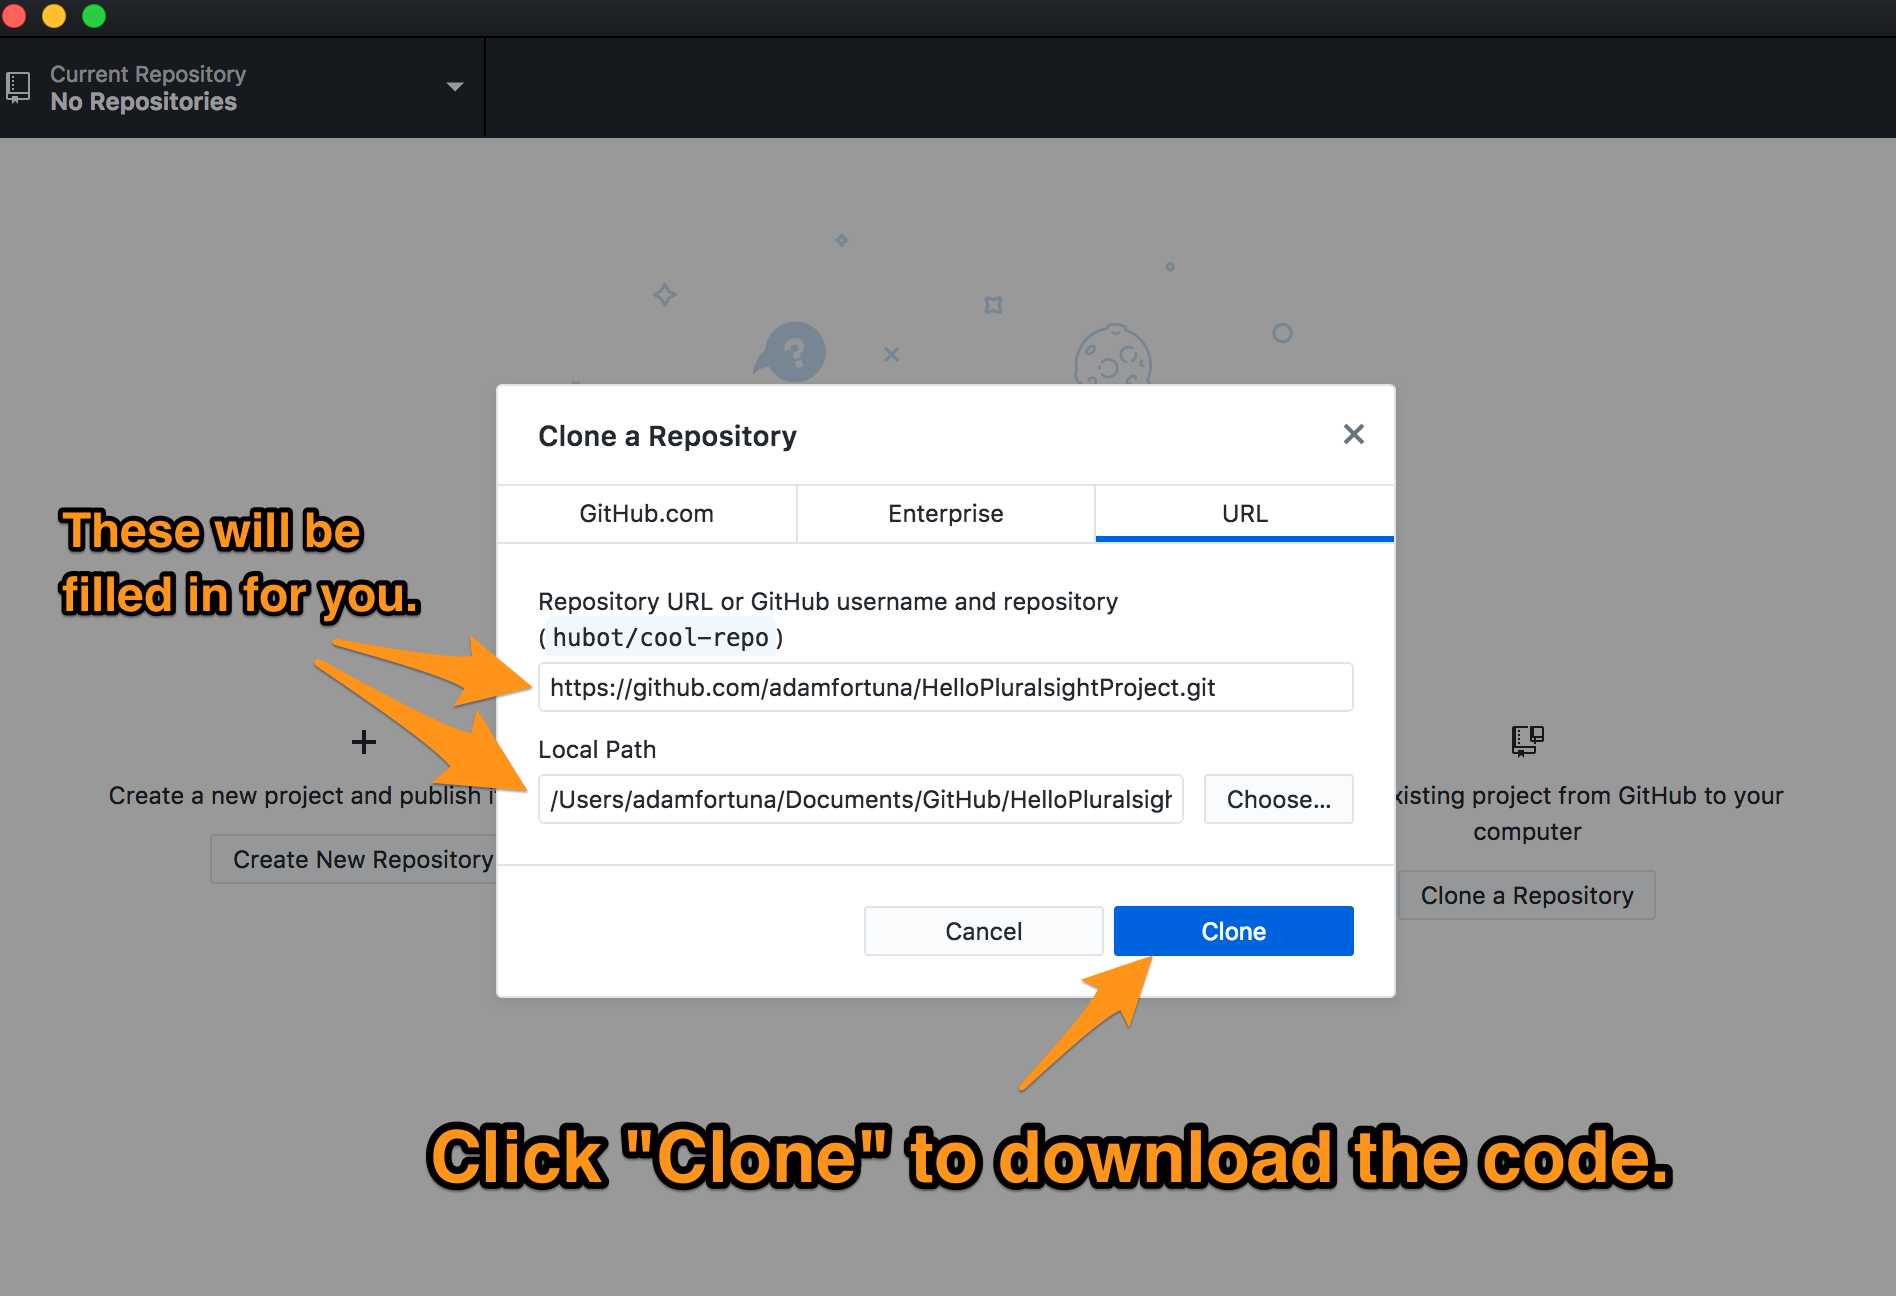 Current Repository
No Repositories
?
Clone a Repository
GitHub.com
Enterprise
URL
These will be
filled in for you.
Repository URL or GitHub username and repository
(hubot/cool-repo)
https://github.com/adamfortuna/HelloPluralsightProject.git
Local Path
/Users/adamfortuna/Documents/GitHub/HelloPluralsigh
Choose...
Create a new project and publish i
Create New Repository
xisting project from GitHub to your
computer
Clone a Repository
Cancel
Clone
Click "Clone" to download the code.